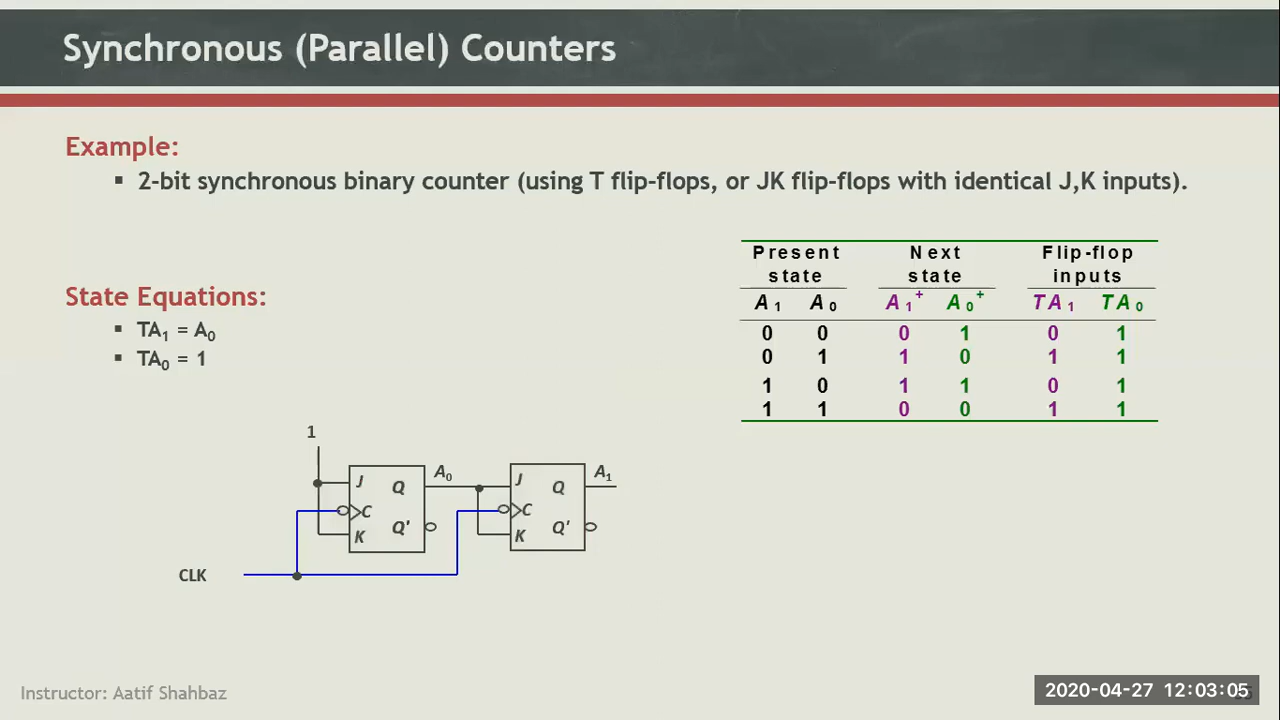 Synchronous (Parallel) Counters
Example:
▪ 2-bit synchronous binary counter (using T flip-flops, or JK flip-flops with identical J,K inputs).
Present state Next state Flip-flop inputs
A1 A0 A1+ A0+ TA1 TA0
0 0 0 1 0 1
0 1 1 0 1 1
1 0 1 1 0 1
1 1 0 0 1 1
State Equations:
▪ TA1 = A0
▪ TA0 = 1
1
J Q A0 J Q A1
C C
K Q' K Q'
CLK
Instructor: Aatif Shahbaz
2020-04-27 12:03:05